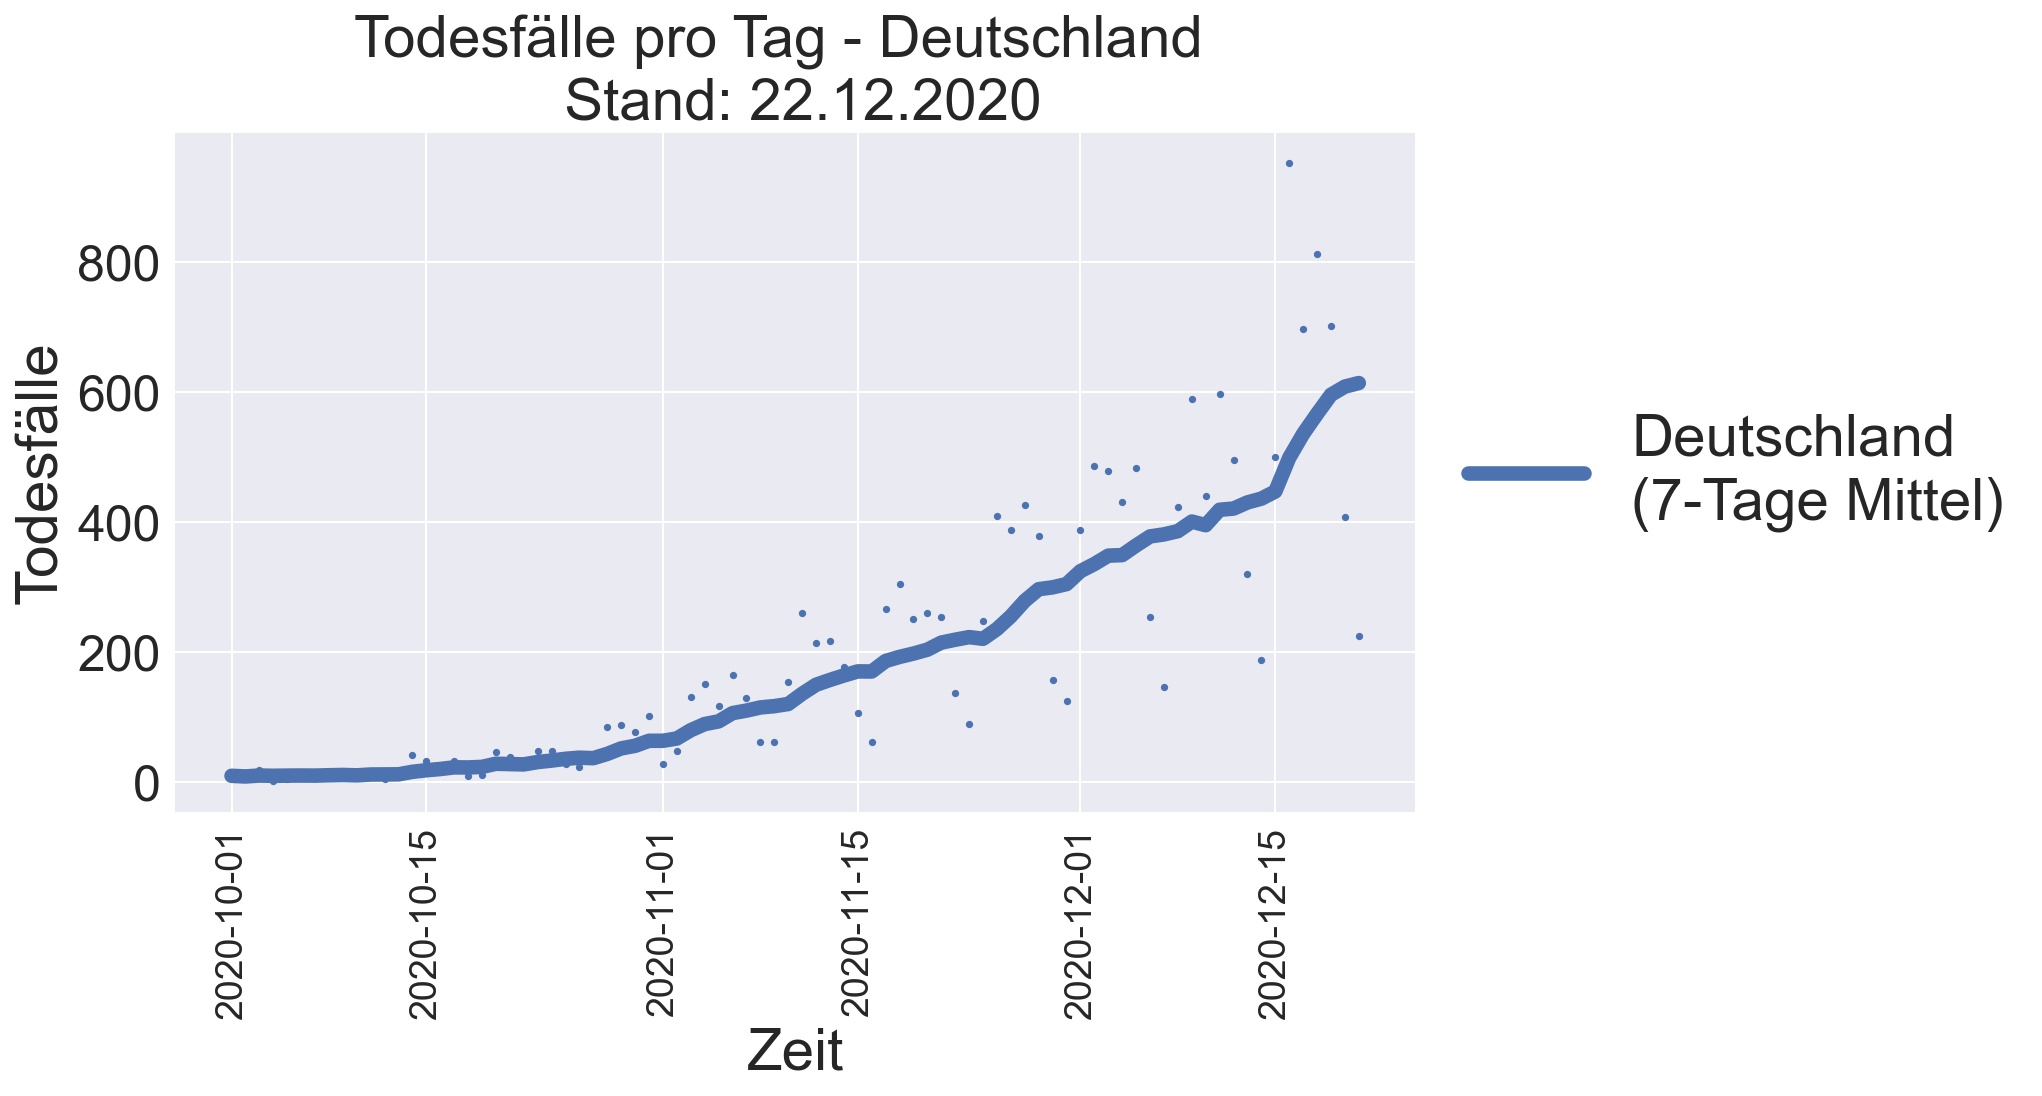 Todesfälle pro Tag - Deutschland
Stand: 22.12.2020
Todesfälle
800
600
400
200
0
2020-10-01
2020-10-15
2020-11-01
2020-11-15
2020-12-01
2020-12-15
Zeit
Deutschland
(7-Tage Mittel)